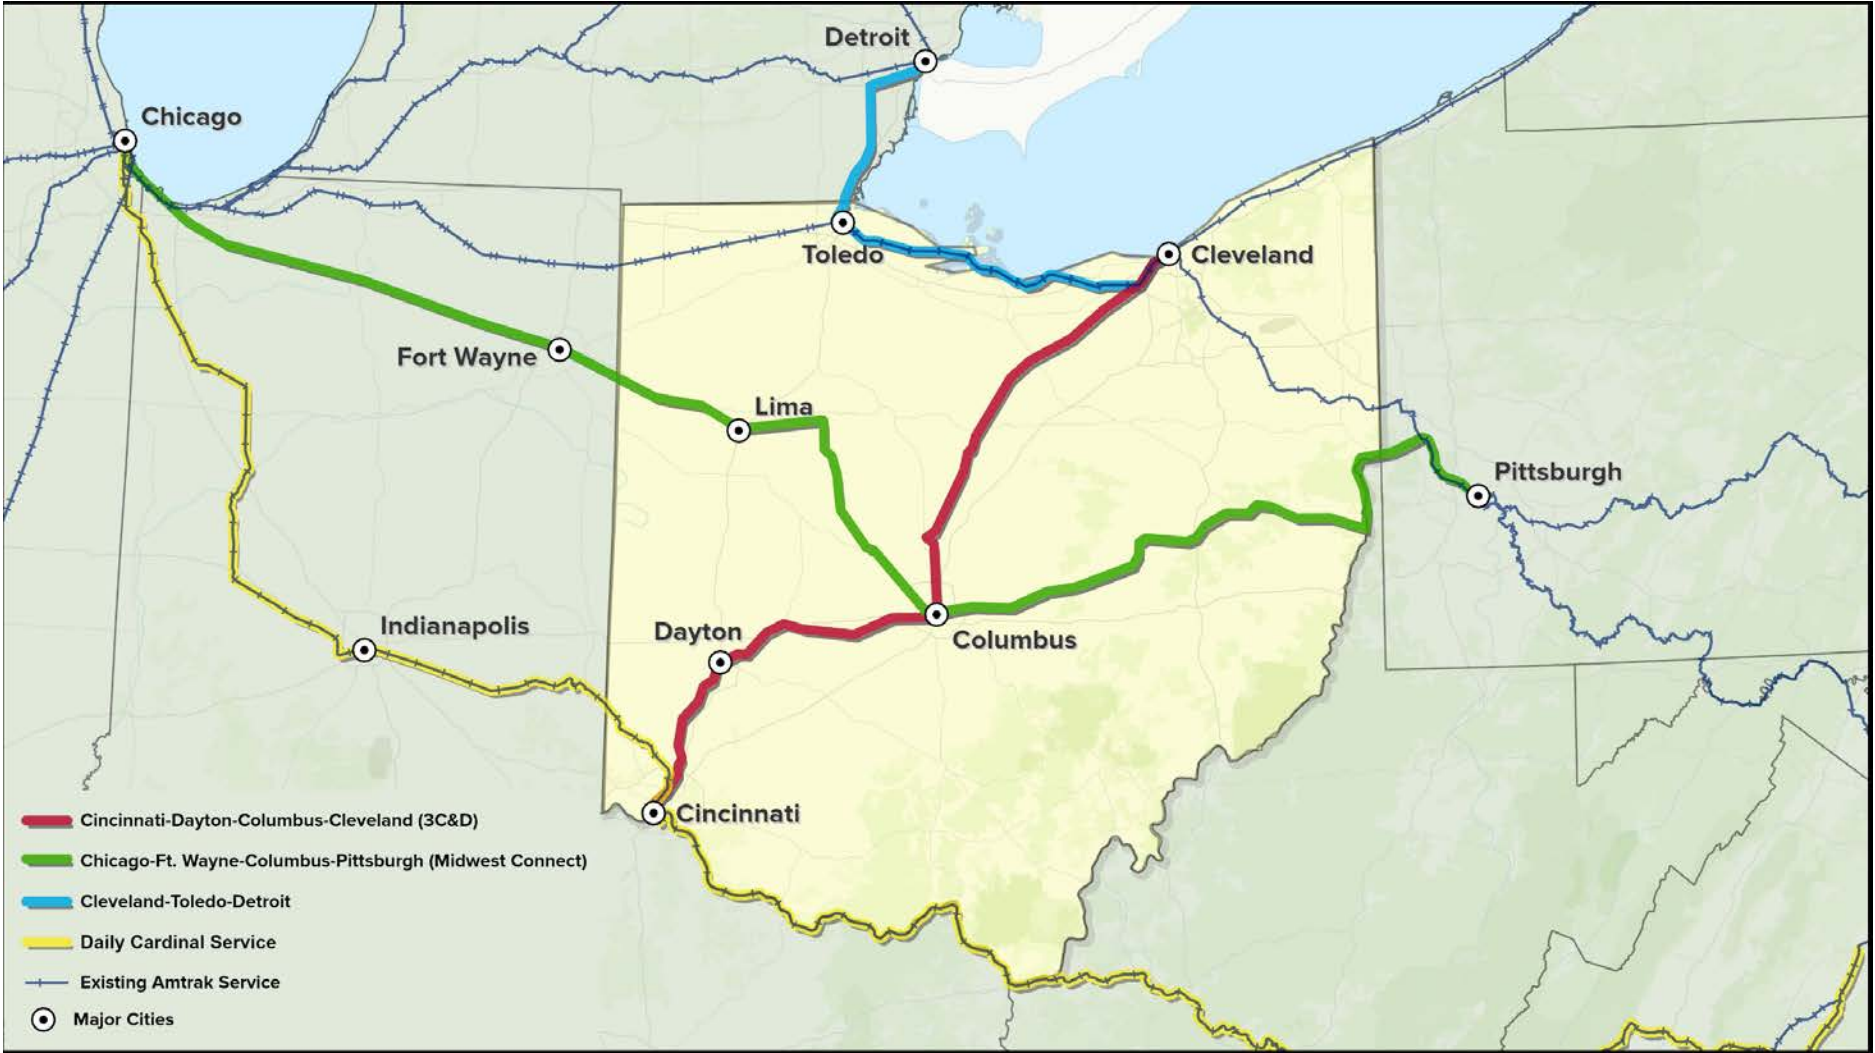 Detroit
Chicago
Toledo
Cleveland
Fort Wayne
Lima
Pittsburgh
Indianapolis
Dayton
Columbus
Cincinnati
Cincinnati-Dayton-Columbus-Cleveland (3C&D)
Chicago-Ft. Wayne-Columbus-Pittsburgh (Midwest Connect)
Cleveland-Toledo-Detroit
Daily Cardinal Service
Existing Amtrak Service
Major Cities